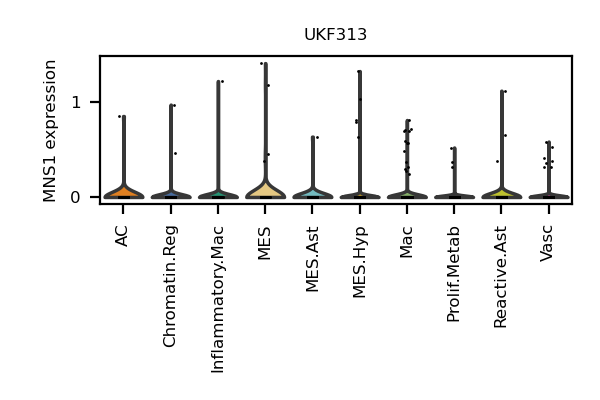 UKF313
MNS1 expression
1
0
AC
Chromatin.Reg
Inflammatory.Mac
MES
MES.Ast
MES.Hyp
Mac
Prolif.Metab
Reactive.Ast
Vasc